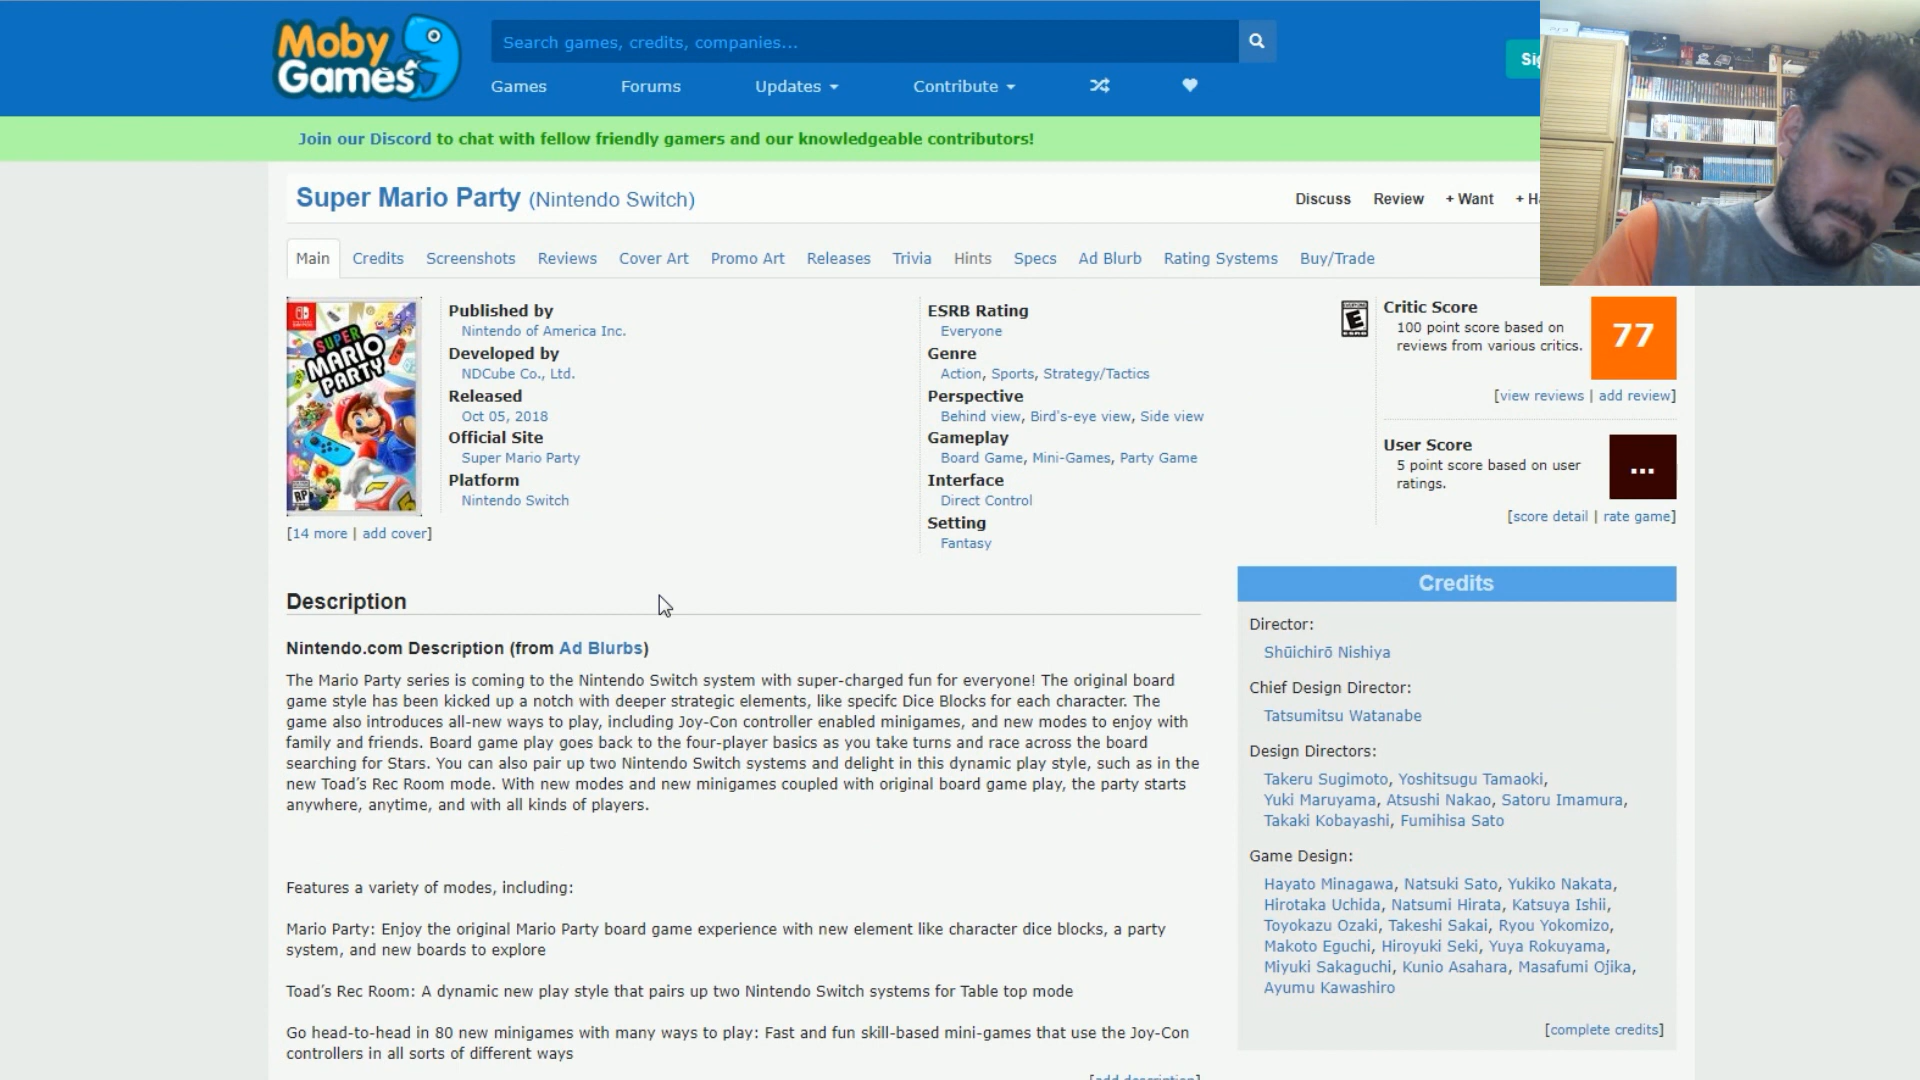 Moby
Games
Search games, credits, companies...
Games Forums Updates Contribute
Join our Discord to chat with fellow friendly gamers and our knowledgeable contributors!
Super Mario Party (Nintendo Switch)
Discuss Review + Want
Main Credits Screenshots Reviews Cover Art Promo Art Releases Trivia Hints Specs Ad Blurb Rating Systems Buy/Trade
SUPER
MARIO
PARTY
RP
[14 more | add cover]
Published by
Nintendo of America Inc.
Developed by
NDCube Co., Ltd.
Released
Oct 05, 2018
Official Site
Super Mario Party
Platform
Nintendo Switch
ESRB Rating
Everyone
Genre
Action, Sports, Strategy/Tactics
Perspective
Behind view, Bird's-eye view, Side view
Gameplay
Board Game, Mini-Games, Party Game
Interface
Direct Control
Setting
Fantasy
E
Critic Score
100 point score based on
reviews from various critics.
77
[view reviews | add review]
User Score
5 point score based on user
ratings.
...
[score detail | rate game]
Description
Nintendo.com Description (from Ad Blurbs)
The Mario Party series is coming to the Nintendo Switch system with super-charged fun for everyone! The original board
game style has been kicked up a notch with deeper strategic elements, like specifc Dice Blocks for each character. The
game also introduces all-new ways to play, including Joy-Con controller enabled minigames, and new modes to enjoy with
family and friends. Board game play goes back to the four-player basics as you take turns and race across the board
searching for Stars. You can also pair up two Nintendo Switch systems and delight in this dynamic play style, such as in the
new Toad’s Rec Room mode. With new modes and new minigames coupled with original board game play, the party starts
anywhere, anytime, and with all kinds of players.
Features a variety of modes, including:
Mario Party: Enjoy the original Mario Party board game experience with new element like character dice blocks, a party
system, and new boards to explore
Toad’s Rec Room: A dynamic new play style that pairs up two Nintendo Switch systems for Table top mode
Go head-to-head in 80 new minigames with many ways to play: Fast and fun skill-based mini-games that use the Joy-Con
controllers in all sorts of different ways
[add description]
Credits
Director:
Shūichirō Nishiya
Chief Design Director:
Tatsumitsu Watanabe
Design Directors:
Takeru Sugimoto, Yoshitsugu Tamaoki,
Yuki Maruyama, Atsushi Nakao, Satoru Imamura,
Takaki Kobayashi, Fumihisa Sato
Game Design:
Hayato Minagawa, Natsuki Sato, Yukiko Nakata,
Hirotaka Uchida, Natsumi Hirata, Katsuya Ishii,
Toyokazu Ozaki, Takeshi Sakai, Ryou Yokomizo,
Makoto Eguchi, Hiroyuki Seki, Yuya Rokuyama,
Miyuki Sakaguchi, Kunio Asahara, Masafumi Ojika,
Ayumu Kawashiro
[complete credits]